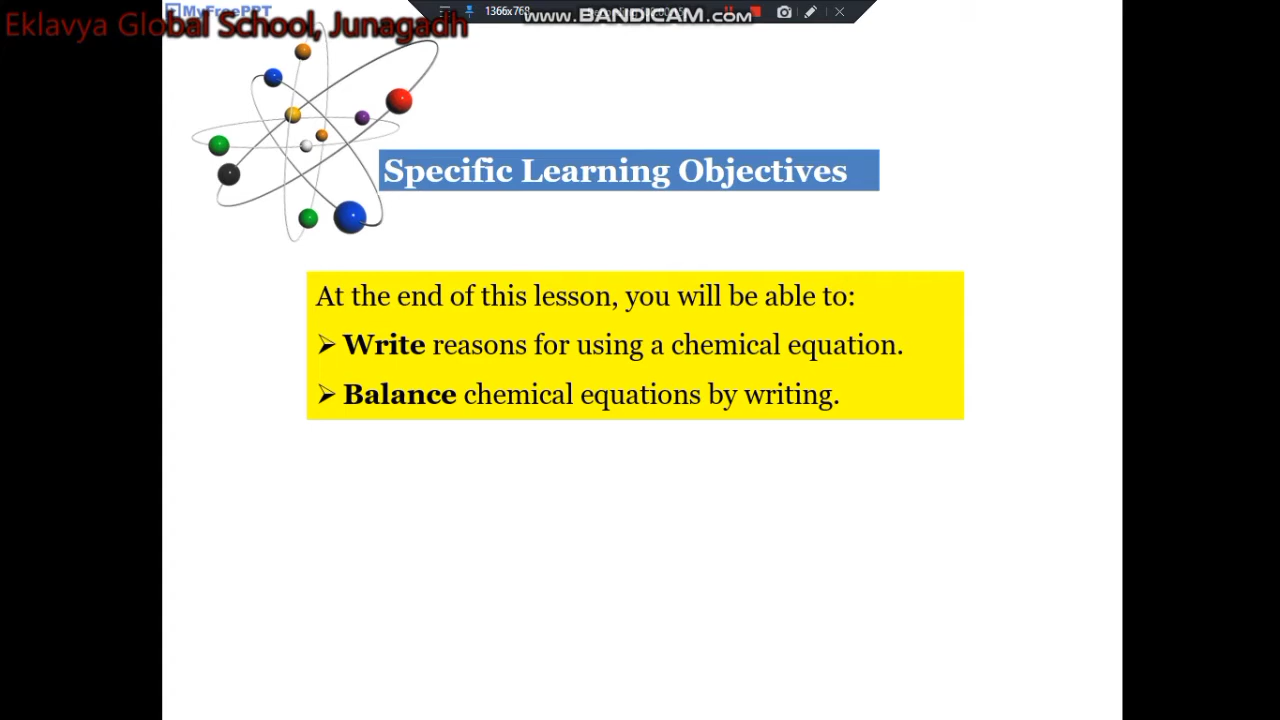 MyFreePPT
1366x768
www.BANDICAM.com
Eklavya Global School, Junagadh
Specific Learning Objectives
At the end of this lesson, you will be able to:
➢ Write reasons for using a chemical equation.
➢ Balance chemical equations by writing.